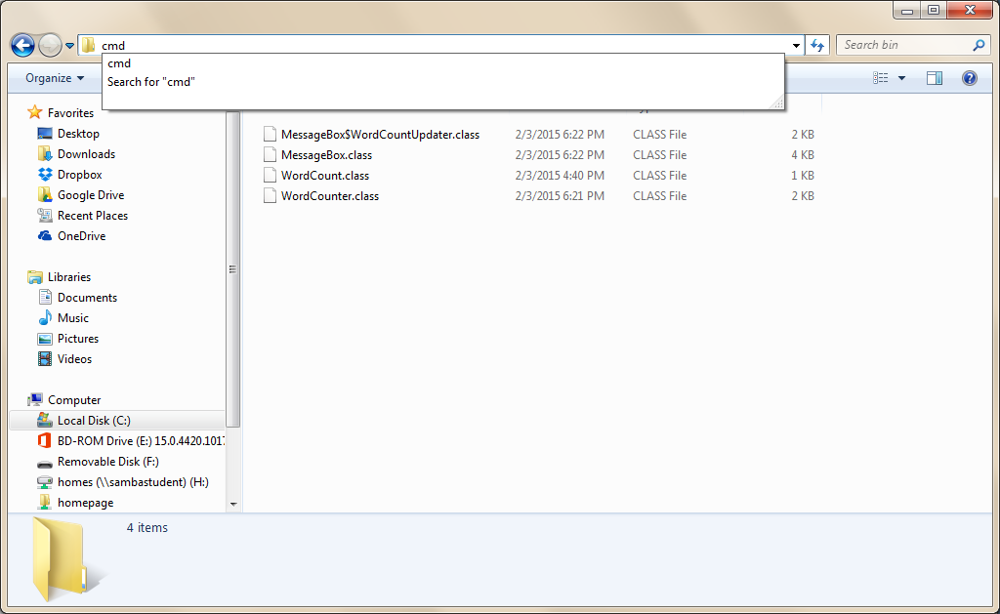 cmd
Search bin
cmd
Search for "cmd"
Organize
Favorites
Desktop
Downloads
Dropbox
Google Drive
Recent Places
OneDrive
Libraries
Documents
Music
Pictures
Videos
Computer
Local Disk (C:)
BD-ROM Drive (E:) 15.0.4420.1017
Removable Disk (F:)
homes (\\sambastudent) (H:)
homepage
MessageBox$WordCountUpdater.class 2/3/2015 6:22 PM CLASS File 2 KB
MessageBox.class 2/3/2015 6:22 PM CLASS File 4 KB
WordCount.class 2/3/2015 4:40 PM CLASS File 1 KB
WordCounter.class 2/3/2015 6:21 PM CLASS File 2 KB
4 items